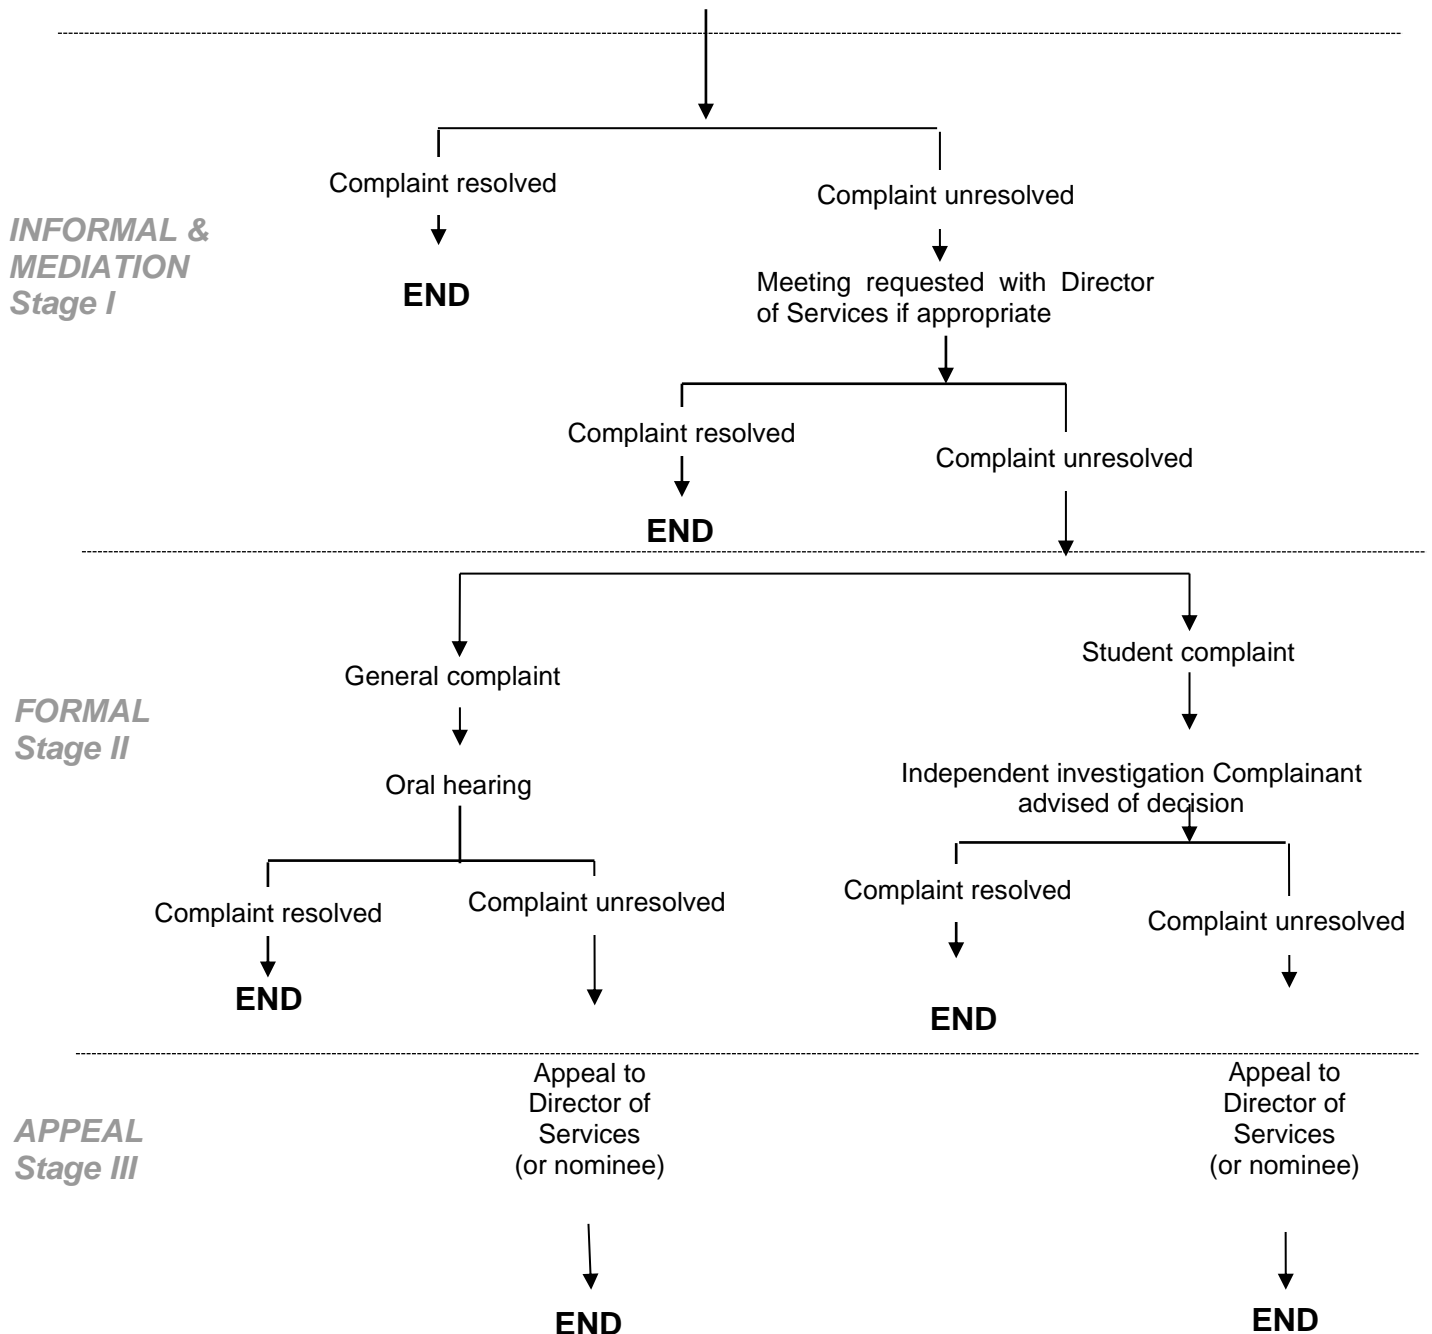 Complaint resolved
Complaint unresolved
INFORMAL &
MEDIATION
Stage I
END
Meeting requested with Director
of Services if appropriate
Complaint resolved
Complaint unresolved
END
General complaint
Student complaint
FORMAL
Stage II
Oral hearing
Independent investigation Complainant
advised of decision
Complaint resolved
Complaint unresolved
Complaint resolved
Complaint unresolved
END
END
APPEAL
Stage III
Appeal to
Director of
Services
(or nominee)
Appeal to
Director of
Services
(or nominee)
END
END